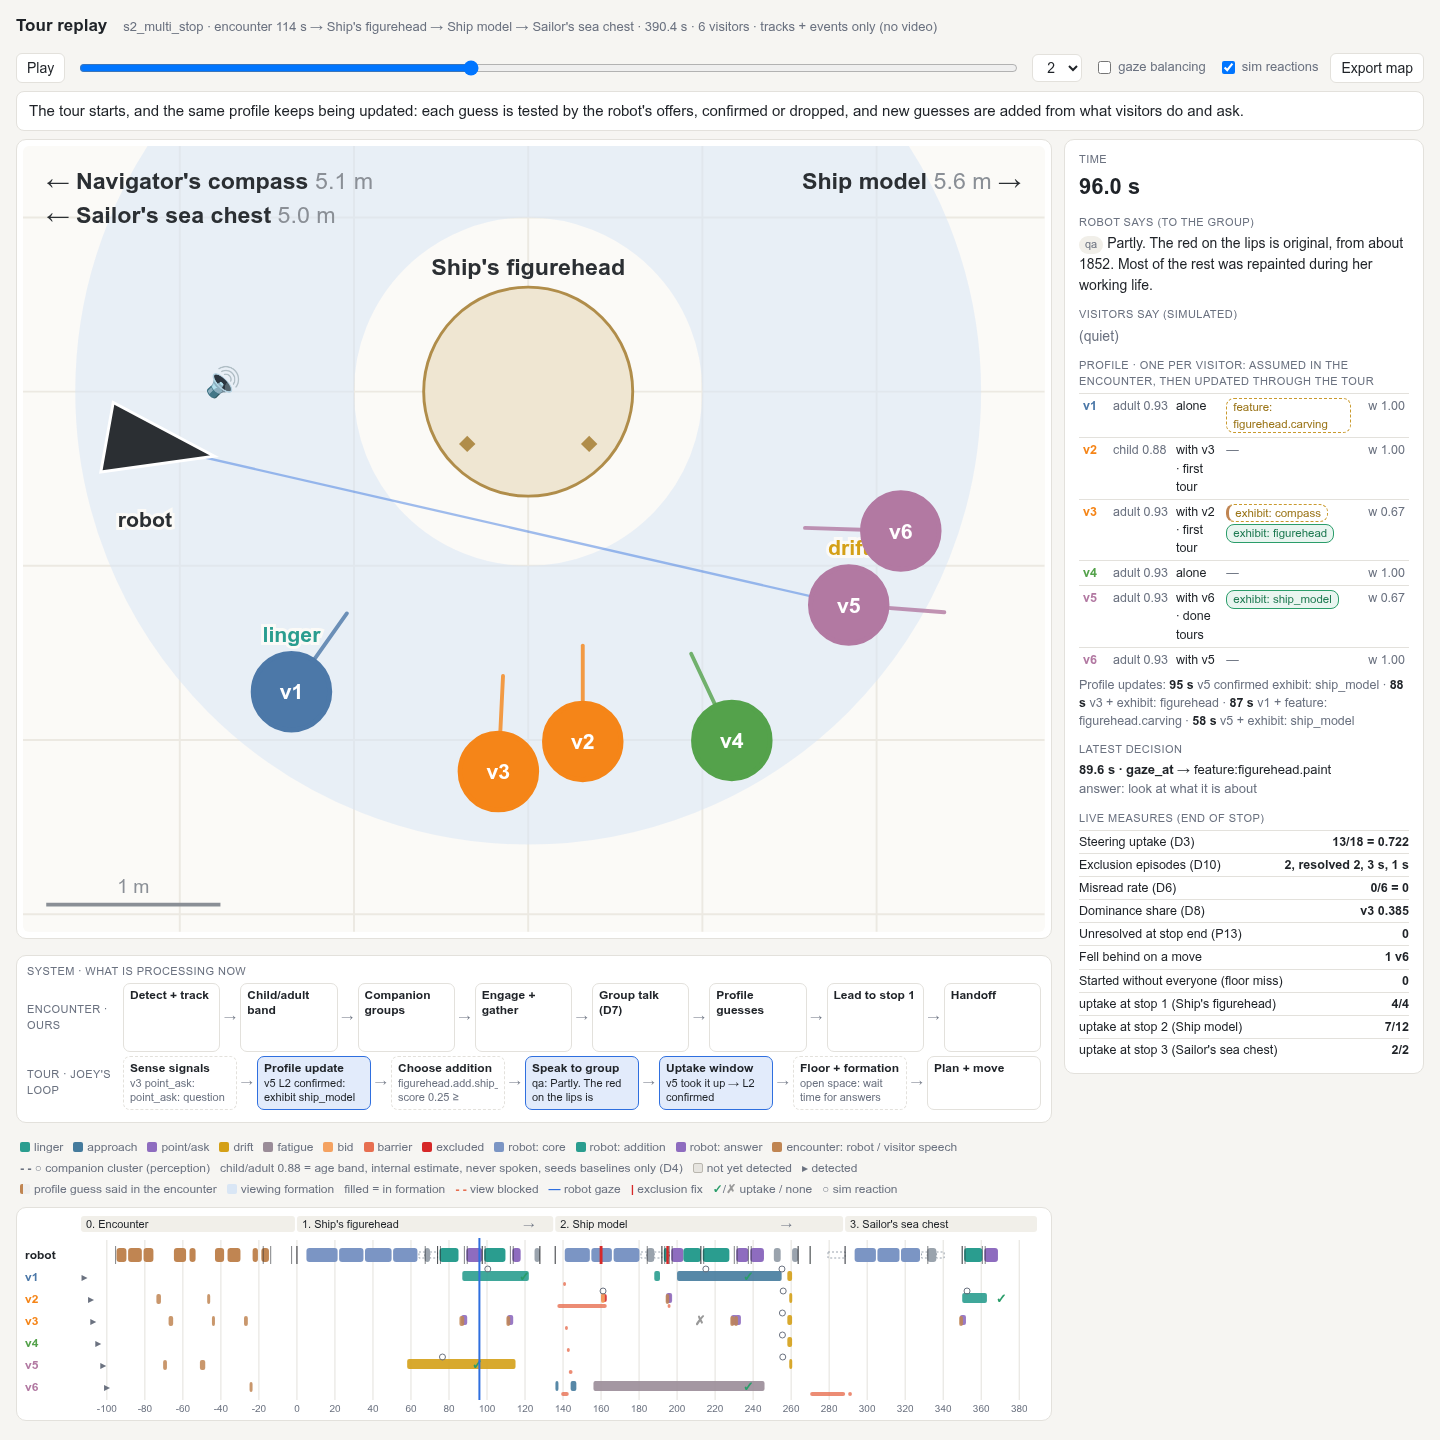 Tour replay s2_multi_stop · encounter 114 s → Ship's figurehead → Ship model → Sailor's sea chest · 390.4 s · 6 visitors · tracks + events only (no video)
Play 2 gaze balancing sim reactions Export map
The tour starts, and the same profile keeps being updated: each guess is tested by the robot's offers, confirmed or dropped, and new guesses are added from what visitors do and ask.
← Navigator's compass 5.1 m
← Sailor's sea chest 5.0 m
Ship model 5.6 m →
Ship's figurehead
🔊
robot
drift
v6
v5
linger
v1
v2
v3
v4
1 m
TIME
96.0 s
ROBOT SAYS (TO THE GROUP)
qa Partly. The red on the lips is original, from about
1852. Most of the rest was repainted during her
working life.
VISITORS SAY (SIMULATED)
(quiet)
PROFILE · ONE PER VISITOR: ASSUMED IN THE
ENCOUNTER, THEN UPDATED THROUGH THE TOUR
v1 adult 0.93 alone feature: w 1.00
figurehead.carving
v2 child 0.88 with v3 — w 1.00
· first
tour
v3 adult 0.93 with v2 exhibit: compass w 0.67
· first exhibit: figurehead
tour
v4 adult 0.93 alone — w 1.00
v5 adult 0.93 with v6 exhibit: ship_model w 0.67
· done
tours
v6 adult 0.93 with v5 — w 1.00
Profile updates: 95 s v5 confirmed exhibit: ship_model · 88
s v3 + exhibit: figurehead · 87 s v1 + feature:
figurehead.carving · 58 s v5 + exhibit: ship_model
LATEST DECISION
89.6 s · gaze_at → feature:figurehead.paint
answer: look at what it is about
LIVE MEASURES (END OF STOP)
Steering uptake (D3) 13/18 = 0.722
Exclusion episodes (D10) 2, resolved 2, 3 s, 1 s
Misread rate (D6) 0/6 = 0
Dominance share (D8) v3 0.385
Unresolved at stop end (P13) 0
Fell behind on a move 1 v6
Started without everyone (floor miss) 0
uptake at stop 1 (Ship's figurehead) 4/4
uptake at stop 2 (Ship model) 7/12
uptake at stop 3 (Sailor's sea chest) 2/2
SYSTEM · WHAT IS PROCESSING NOW
ENCOUNTER ·
OURS
Detect + track
→
Child/adult
band
→
Companion
groups
→
Engage +
gather
→
Group talk
(D7)
→
Profile
guesses
→
Lead to stop 1
→
Handoff
TOUR · JOEY'S
LOOP
Sense signals
v3 point_ask:
point_ask: question
→
Profile update
v5 L2 confirmed:
exhibit ship_model
→
Choose addition
figurehead.add.ship_
score 0.25 ≥
→
Speak to group
qa: Partly. The red
on the lips is
→
Uptake window
v5 took it up → L2
confirmed
→
Floor + formation
open space: wait
time for answers
→
Plan + move
linger approach point/ask drift fatigue bid barrier excluded robot: core robot: addition robot: answer encounter: robot / visitor speech
- - ○ companion cluster (perception) child/adult 0.88 = age band, internal estimate, never spoken, seeds baselines only (D4) not yet detected ▸ detected
profile guess said in the encounter viewing formation filled = in formation - - view blocked — robot gaze | exclusion fix ✓/✗ uptake / none ○ sim reaction
0. Encounter 1. Ship's figurehead → 2. Ship model → 3. Sailor's sea chest
robot
v1
v2
v3
v4
v5
v6
-100 -80 -60 -40 -20 0 20 40 60 80 100 120 140 160 180 200 220 240 260 280 300 320 340 360 380